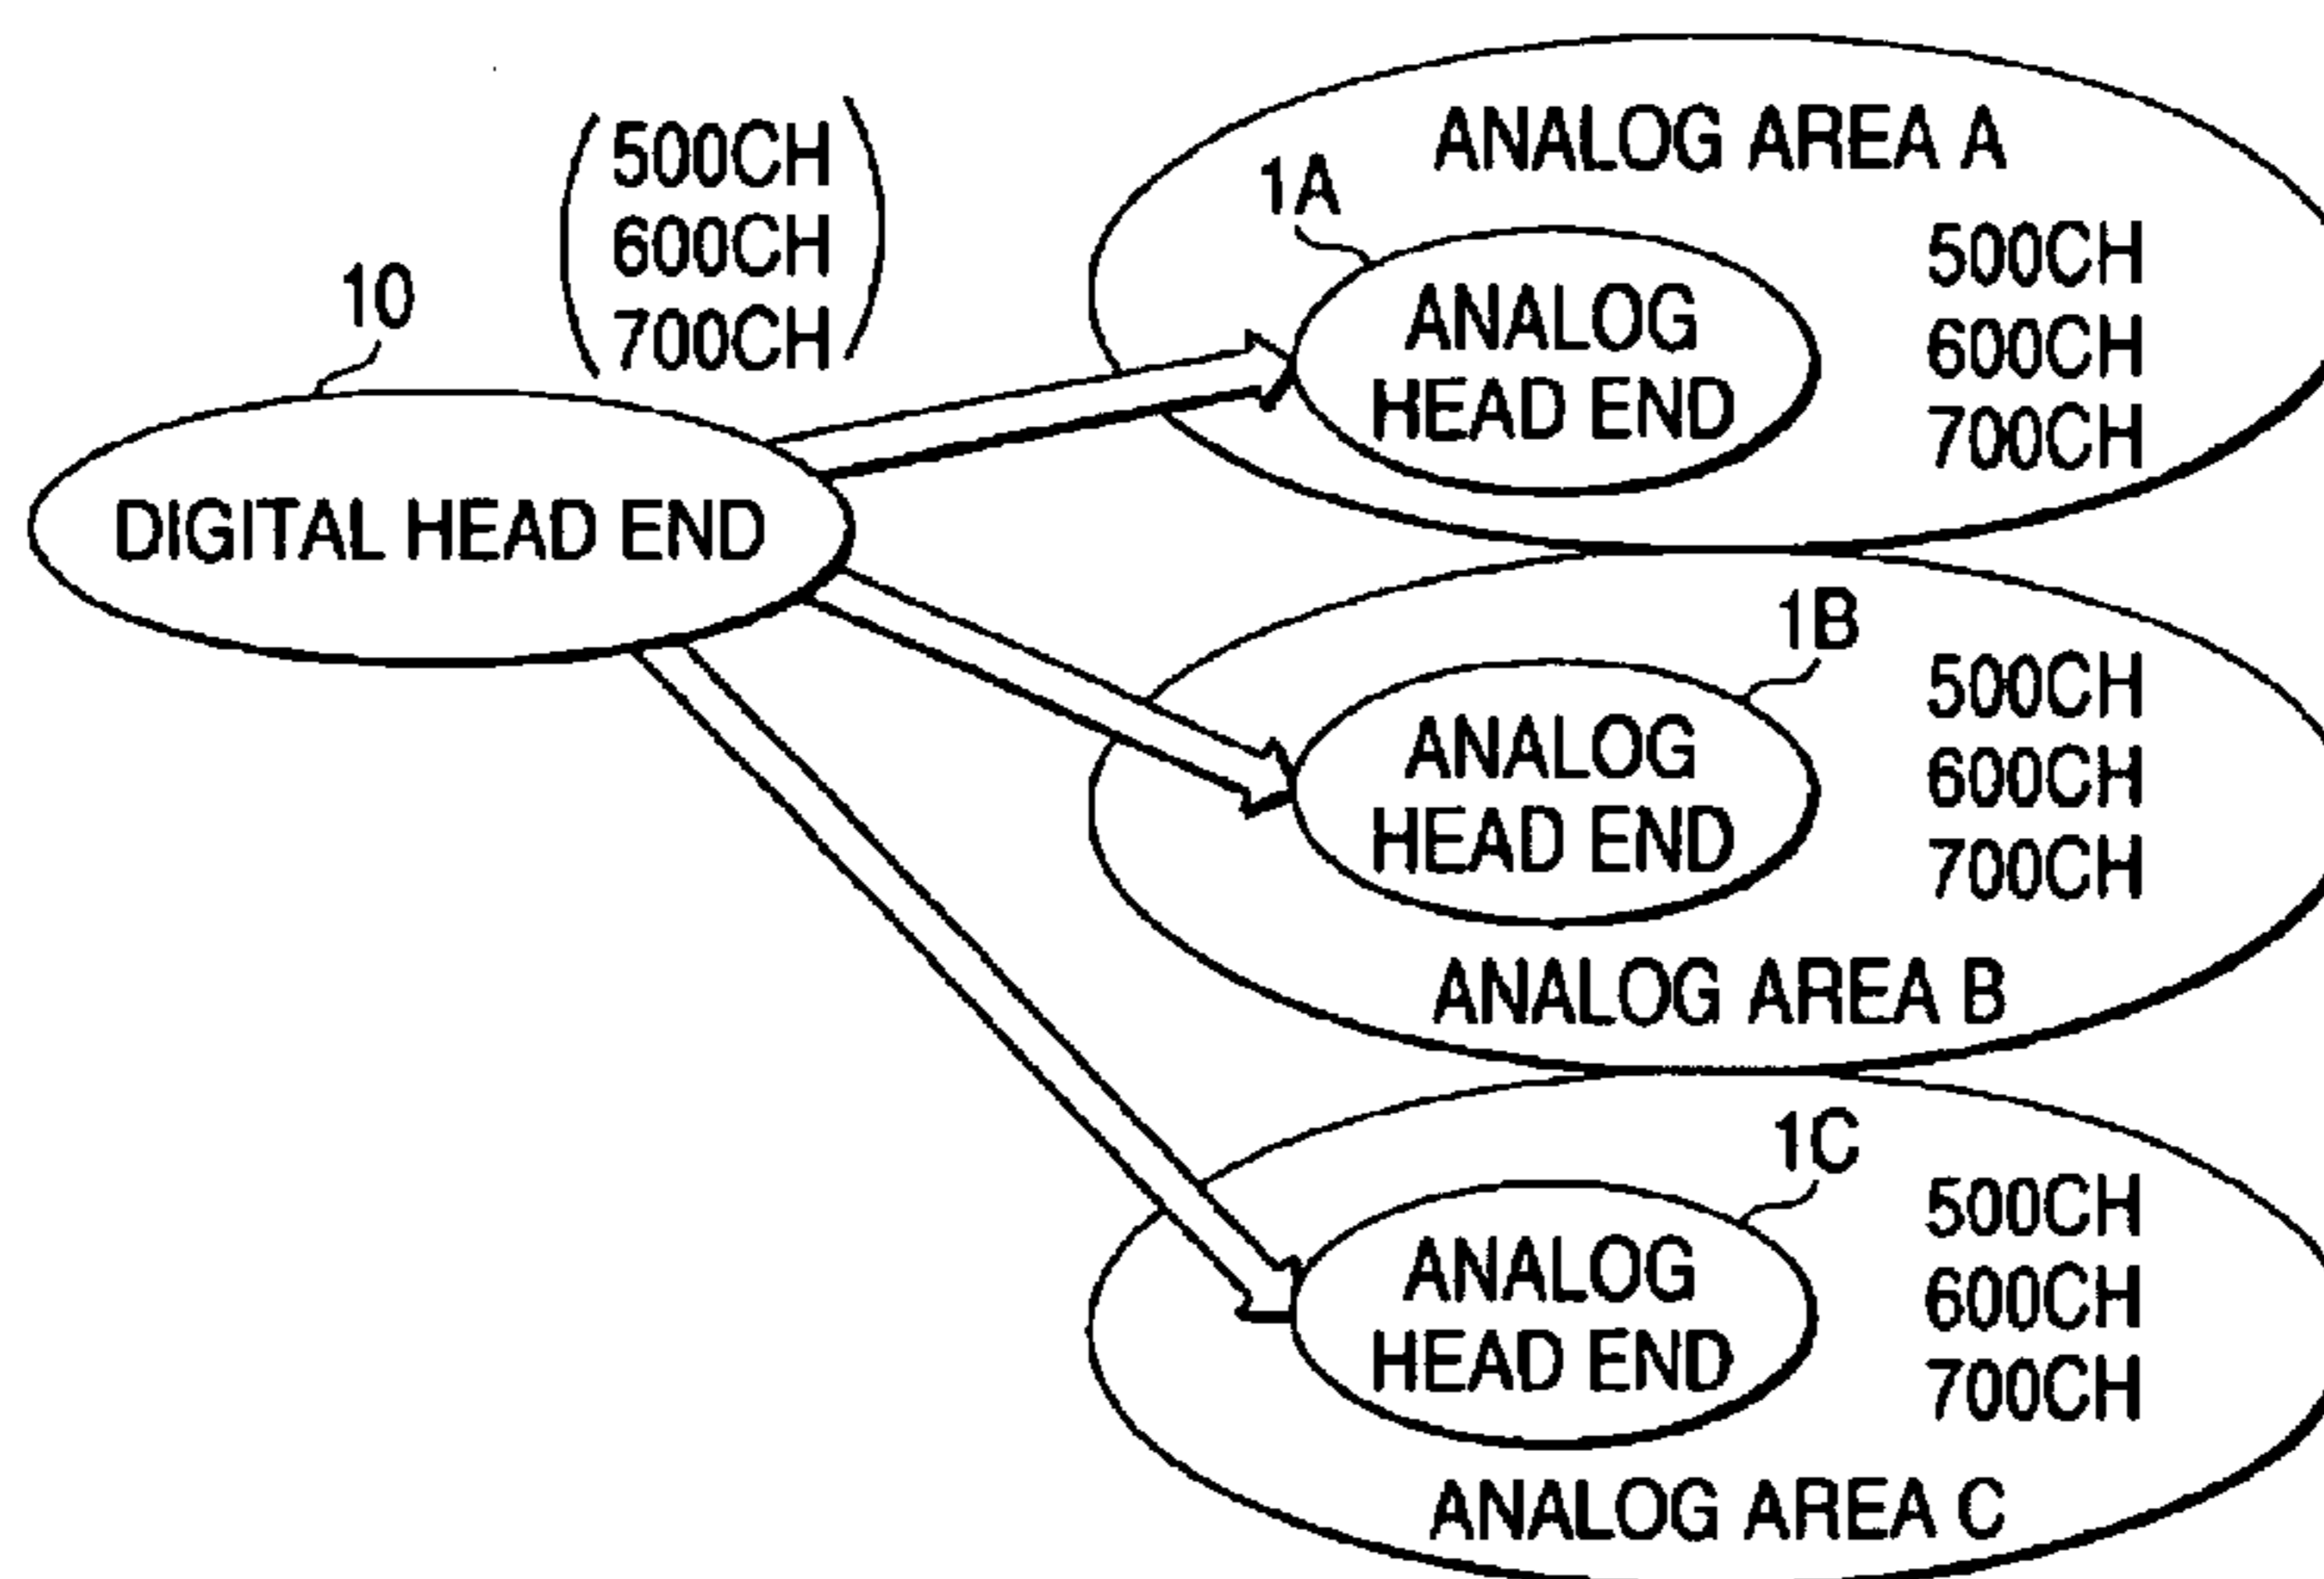 500CH
600CH
700CH
10
DIGITAL HEAD END
ANALOG AREA A
1A
ANALOG
HEAD END
500CH
600CH
700CH
1B
ANALOG
HEAD END
500CH
600CH
700CH
ANALOG AREA B
1C
ANALOG
HEAD END
500CH
600CH
700CH
ANALOG AREA C